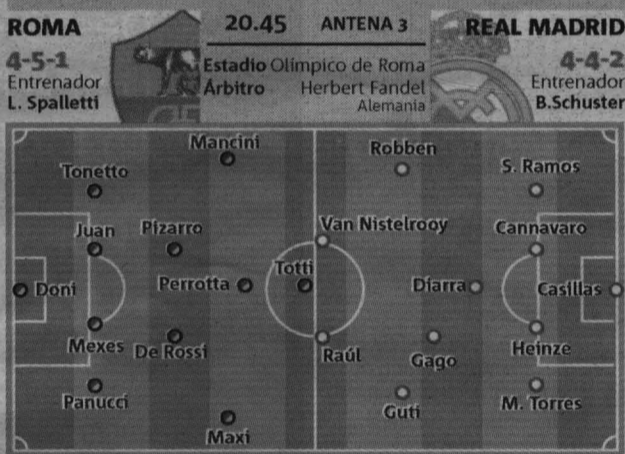 ROMA
4-5-1
Entrenador
L. Spalletti
20.45 ANTENA 3
Estadio Olímpico de Roma
Árbitro Herbert Fandel
Alemania
REAL MADRID
4-4-2
Entrenador
B.Schuster
Mancini
Robben
Tonetto
S. Ramos
Juan
Pizarro
Van Nistelrooy
Cannavaro
Doni
Perrotta
Totti
Diarra
Casillas
Mexes
De Rossi
Raúl
Gago
Heinze
Panucci
Guti
M. Torres
Maxi